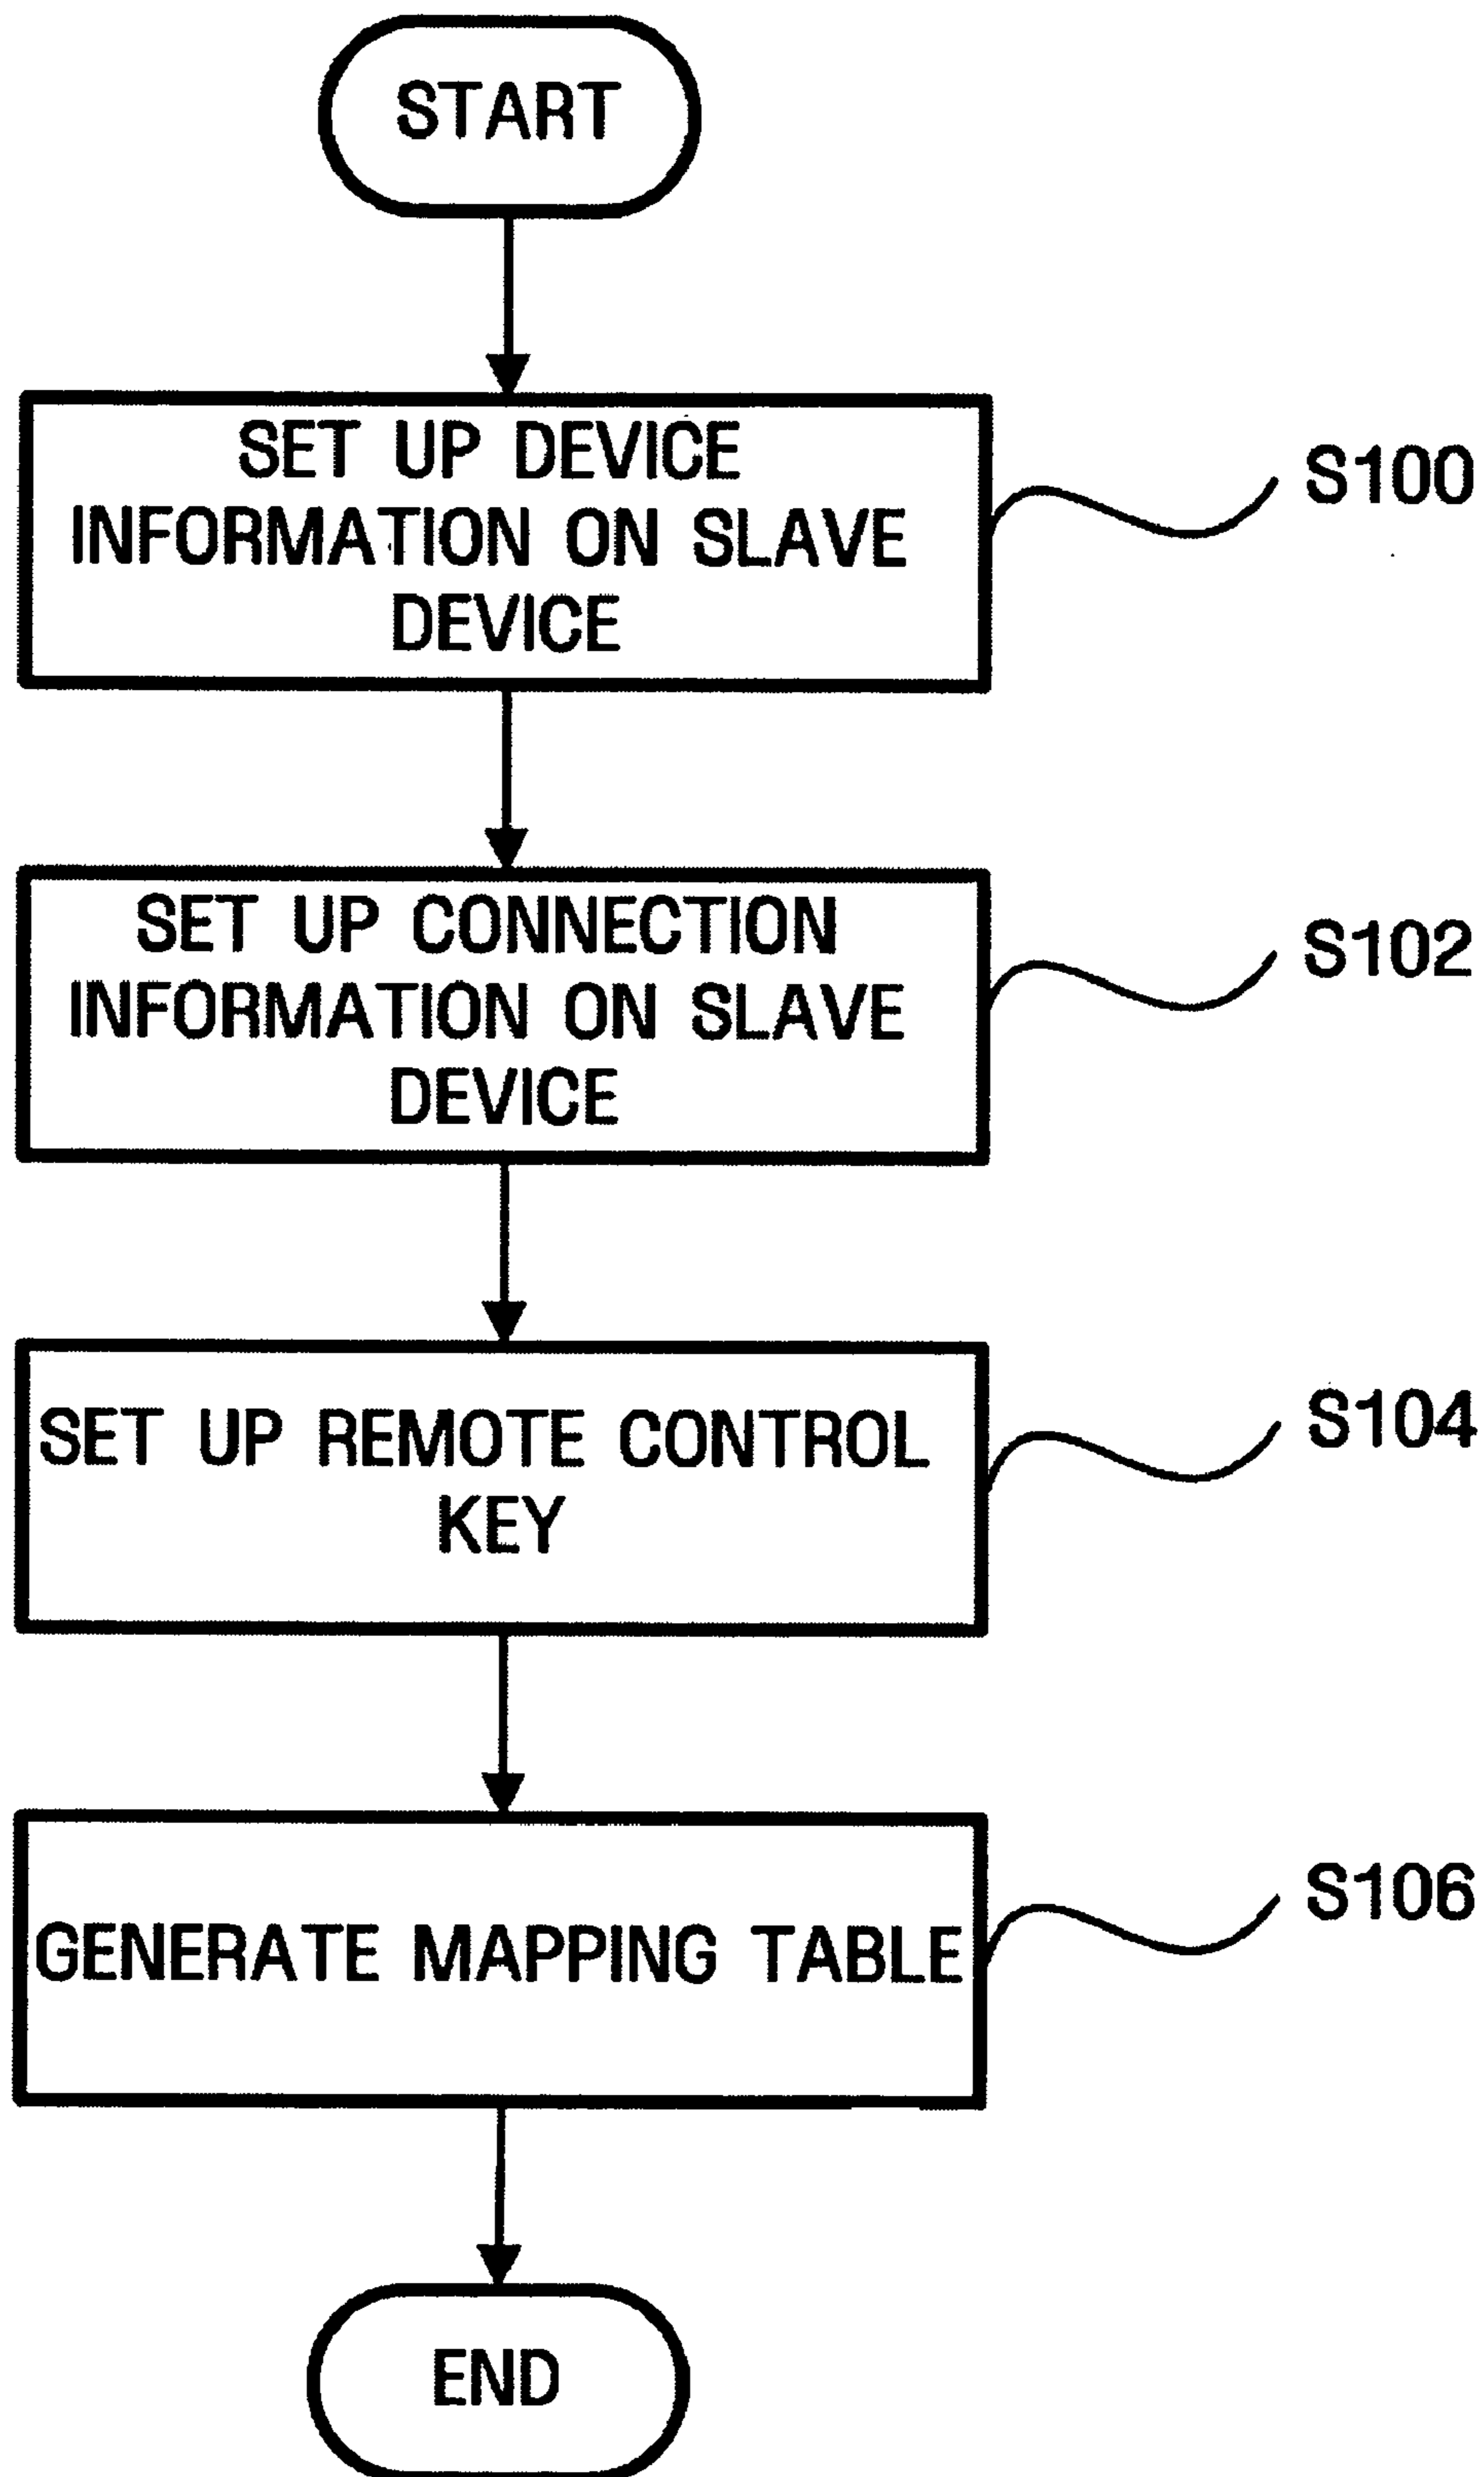 START
SET UP DEVICE
INFORMATION ON SLAVE
DEVICE
S100
SET UP CONNECTION
INFORMATION ON SLAVE
DEVICE
S102
SET UP REMOTE CONTROL
KEY
S104
GENERATE MAPPING TABLE
S106
END